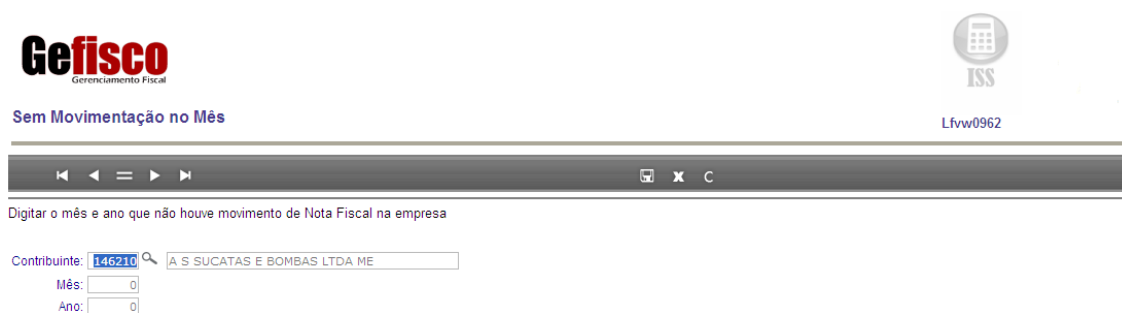 Gefisco
Gerenciamento Fiscal
ISS
Sem Movimentação no Mês
Lfvw0962
X C
Digitar o mês e ano que não houve movimento de Nota Fiscal na empresa
Contribuinte: 146210 A S SUCATAS E BOMBAS LTDA ME
Mês: 0
Ano: 0